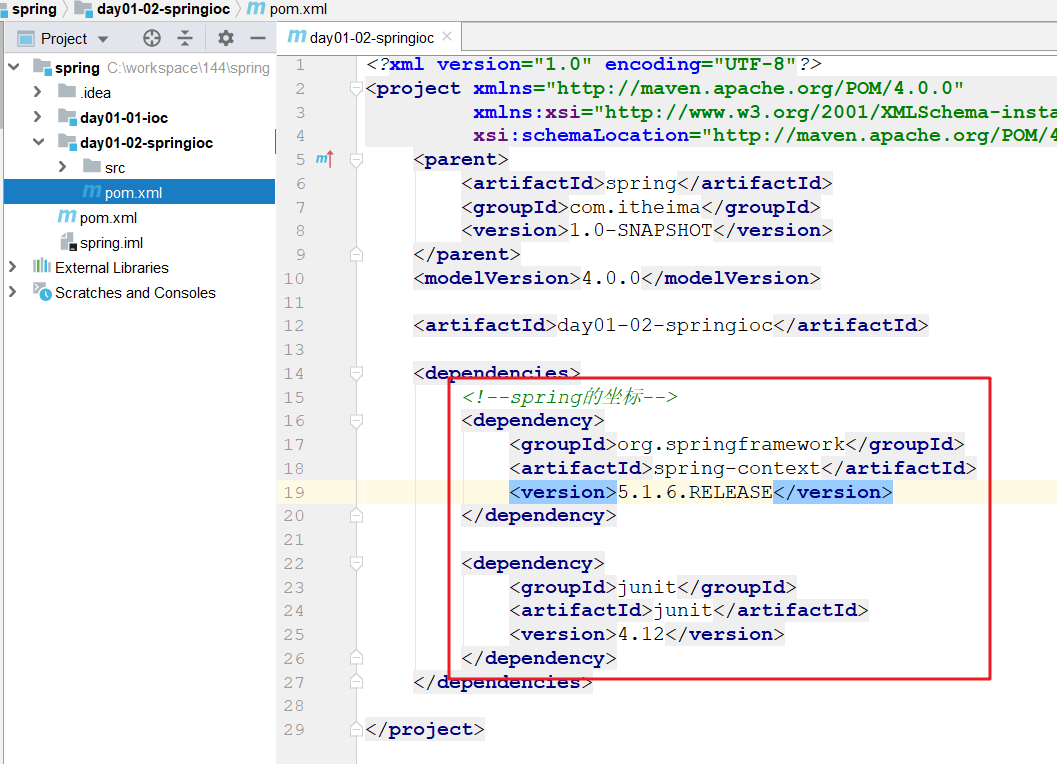 spring day01-02-springioc pom.xml
Project
day01-02-springioc
spring C:\workspace\144\spring
.idea
day01-01-ioc
day01-02-springioc
src
pom.xml
pom.xml
spring.iml
External Libraries
Scratches and Consoles
1 <?xml version="1.0" encoding="UTF-8"?>
2 <project xmlns="http://maven.apache.org/POM/4.0.0"
3 xmlns:xsi="http://www.w3.org/2001/XMLSchema-insta
4 xsi:schemaLocation="http://maven.apache.org/POM/4
5 <parent>
6 <artifactId>spring</artifactId>
7 <groupId>com.itheima</groupId>
8 <version>1.0-SNAPSHOT</version>
9 </parent>
10 <modelVersion>4.0.0</modelVersion>
11
12 <artifactId>day01-02-springioc</artifactId>
13
14 <dependencies>
15 <!--spring的坐标-->
16 <dependency>
17 <groupId>org.springframework</groupId>
18 <artifactId>spring-context</artifactId>
19 <version>5.1.6.RELEASE</version>
20 </dependency>
21
22 <dependency>
23 <groupId>junit</groupId>
24 <artifactId>junit</artifactId>
25 <version>4.12</version>
26 </dependency>
27 </dependencies>
28
29 </project>